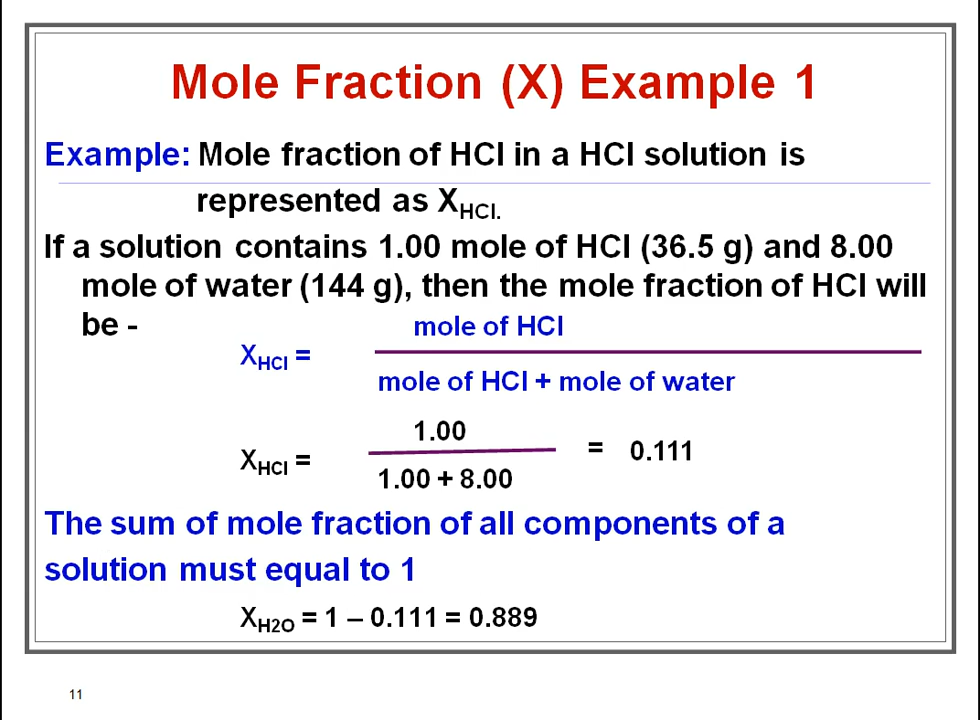 Mole Fraction (X) Example 1
Example: Mole fraction of HCl in a HCl solution is
represented as XHCl.
If a solution contains 1.00 mole of HCl (36.5 g) and 8.00
mole of water (144 g), then the mole fraction of HCl will
be -
mole of HCl
XHCl =
mole of HCl + mole of water
1.00
XHCl = = 0.111
1.00 + 8.00
The sum of mole fraction of all components of a
solution must equal to 1
XH2O = 1 – 0.111 = 0.889
11